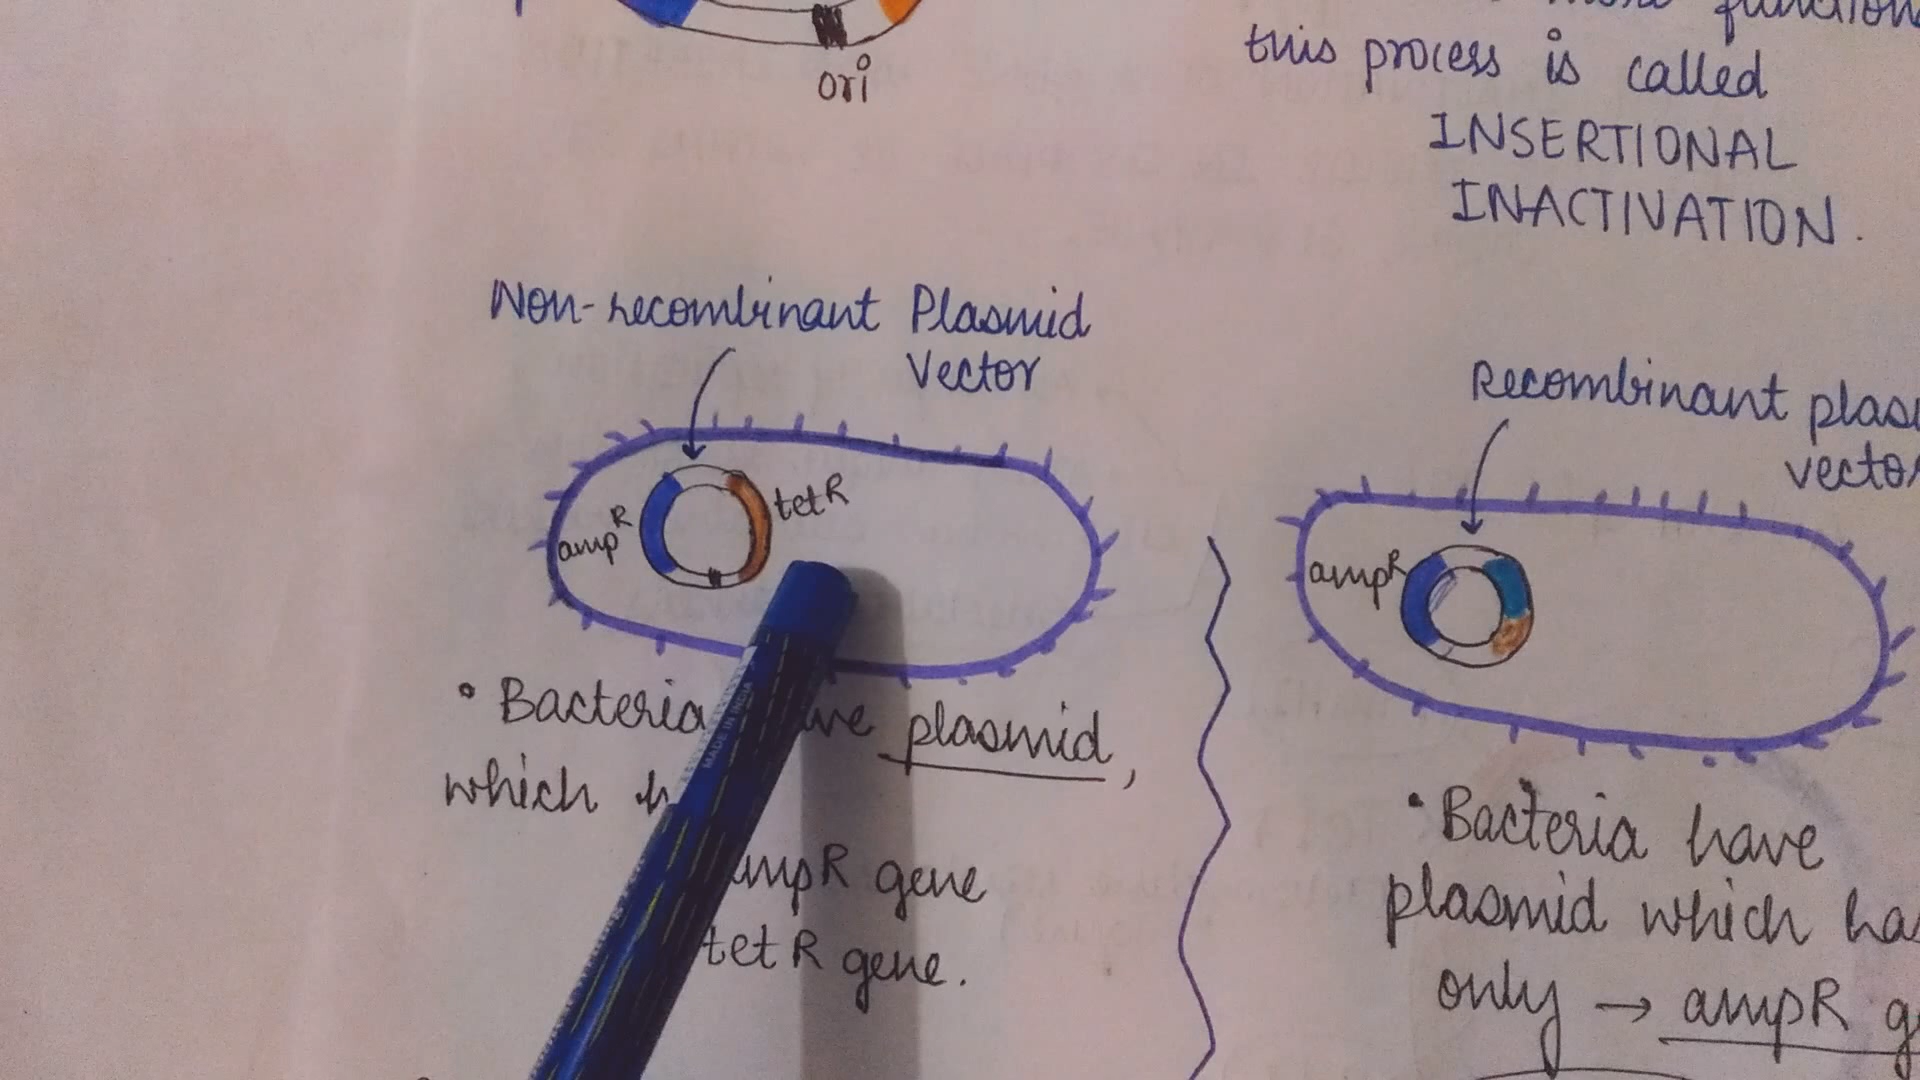 ori
this process is called
INSERTIONAL
INACTIVATION.
Non-recombinant Plasmid
Vector
ampR
tetR
• Bacteria plasmid,
which
ampR gene
tetR gene.
MADE IN INDIA
Recombinant
ampR
• Bacteria have
plasmid which
only → ampR